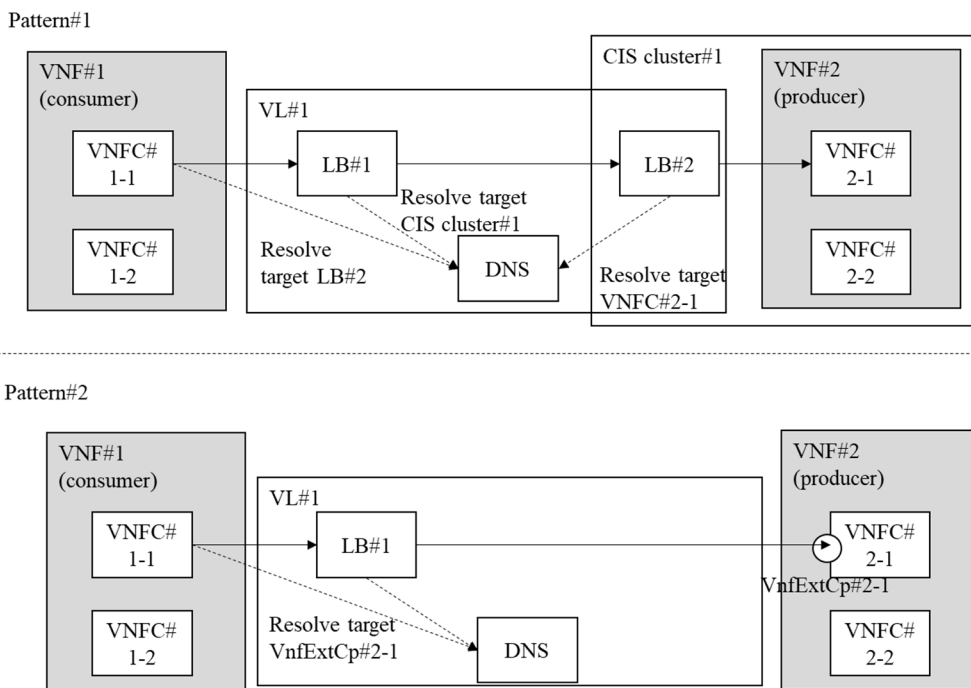 Pattern#1
CIS cluster#1
VNF#1
(consumer)
VNF#2
(producer)
VL#1
VNFC#
1-1
LB#1
LB#2
VNFC#
2-1
Resolve target
CIS cluster#1
Resolve
target LB#2
DNS
Resolve target
VNFC#2-1
VNFC#
1-2
VNFC#
2-2
Pattern#2
VNF#1
(consumer)
VNF#2
(producer)
VL#1
VNFC#
1-1
LB#1
VNFC#
2-1
VnfExtCp#2-1
Resolve target
VnfExtCp#2-1
DNS
VNFC#
1-2
VNFC#
2-2